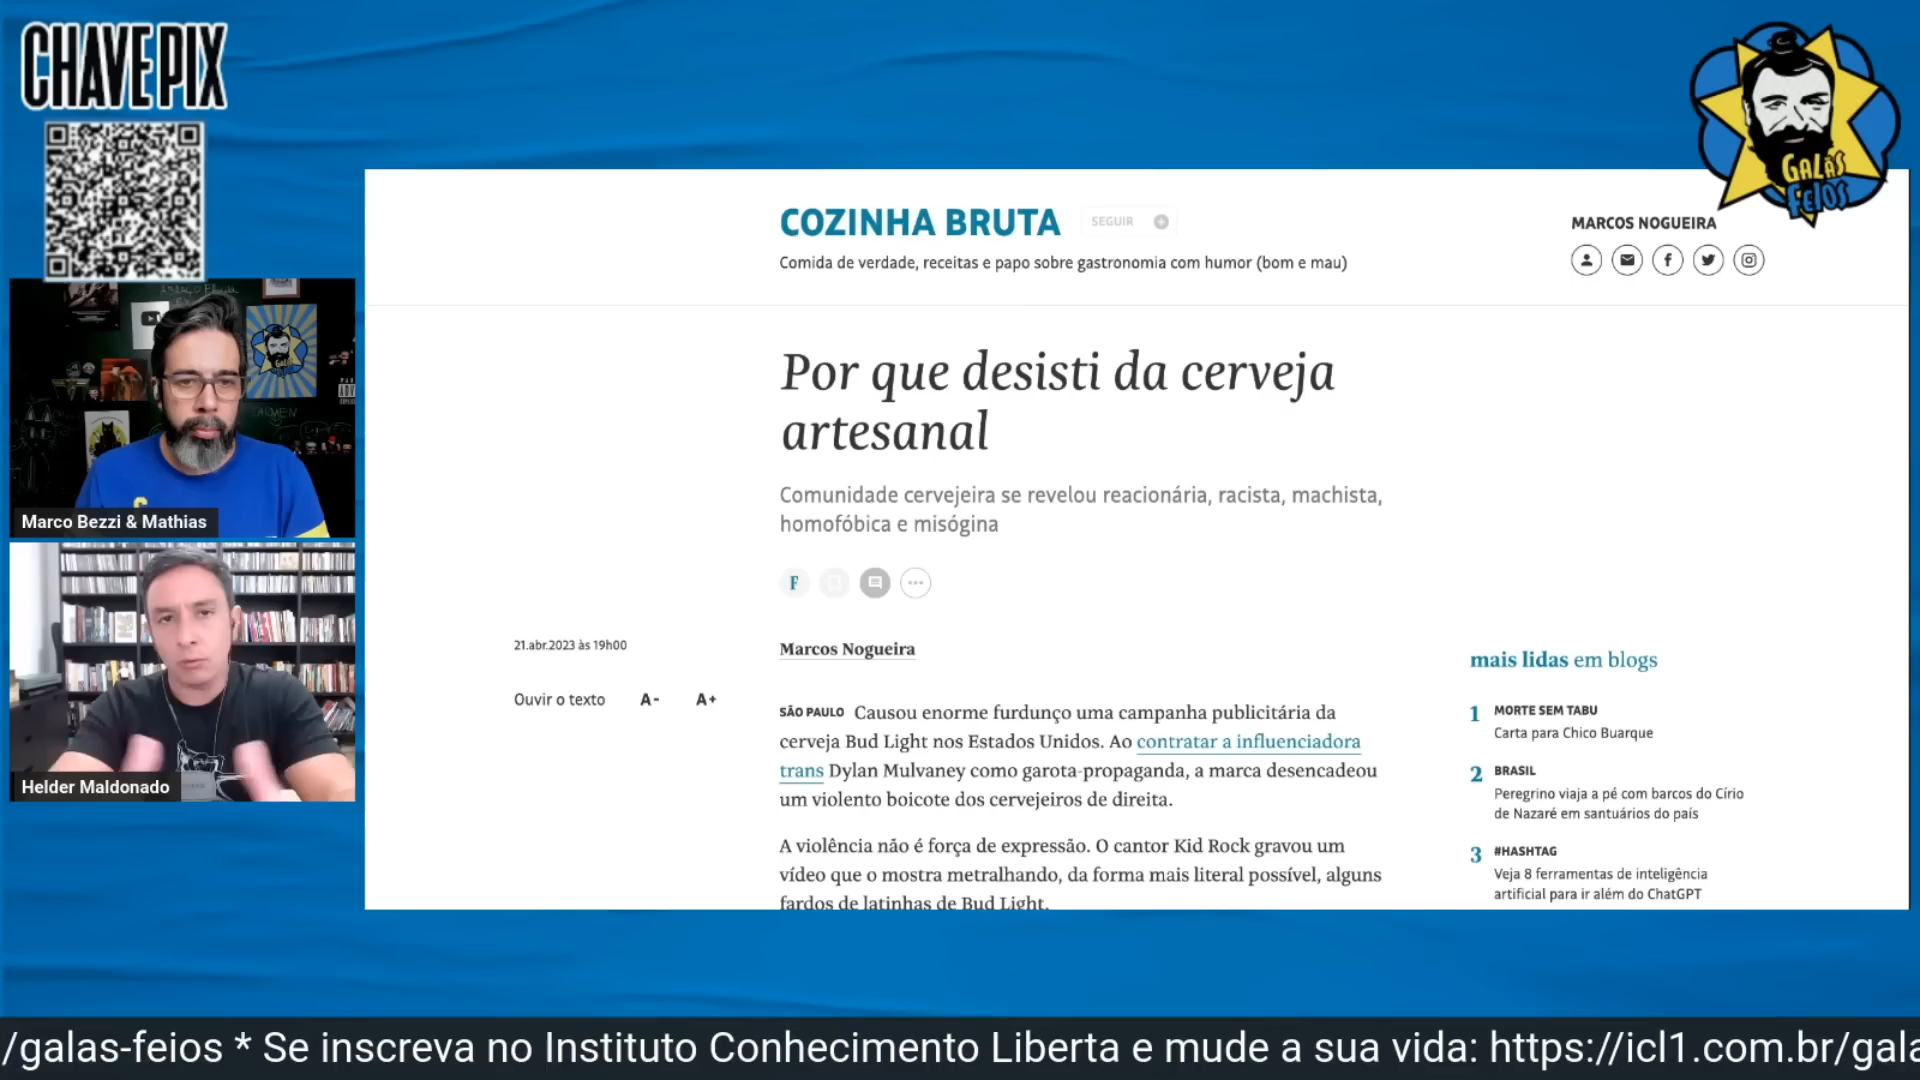 CHAVE PIX
GALÃS
FEIOS
COZINHA BRUTA
SEGUIR
MARCOS NOGUEIRA
Comida de verdade, receitas e papo sobre gastronomia com humor (bom e mau)
Por que desisti da cerveja
artesanal
Comunidade cervejeira se revelou reacionária, racista, machista,
homofóbica e misógina
F
Marco Bezzi & Mathias
21.abr.2023 às 19h00
Marcos Nogueira
mais lidas em blogs
Ouvir o texto A- A+
SÃO PAULO Causou enorme furdunço uma campanha publicitária da
cerveja Bud Light nos Estados Unidos. Ao contratar a influenciadora
trans Dylan Mulvaney como garota-propaganda, a marca desencadeou
um violento boicote dos cervejeiros de direita.
A violência não é força de expressão. O cantor Kid Rock gravou um
vídeo que o mostra metralhando, da forma mais literal possível, alguns
fardos de latinhas de Bud Light.
1 MORTE SEM TABU
Carta para Chico Buarque
2 BRASIL
Peregrino viaja a pé com barcos do Círio
de Nazaré em santuários do país
3 #HASHTAG
Veja 8 ferramentas de inteligência
artificial para ir além do ChatGPT
Helder Maldonado
/galas-feios * Se inscreva no Instituto Conhecimento Liberta e mude a sua vida: https://icl1.com.br/gala